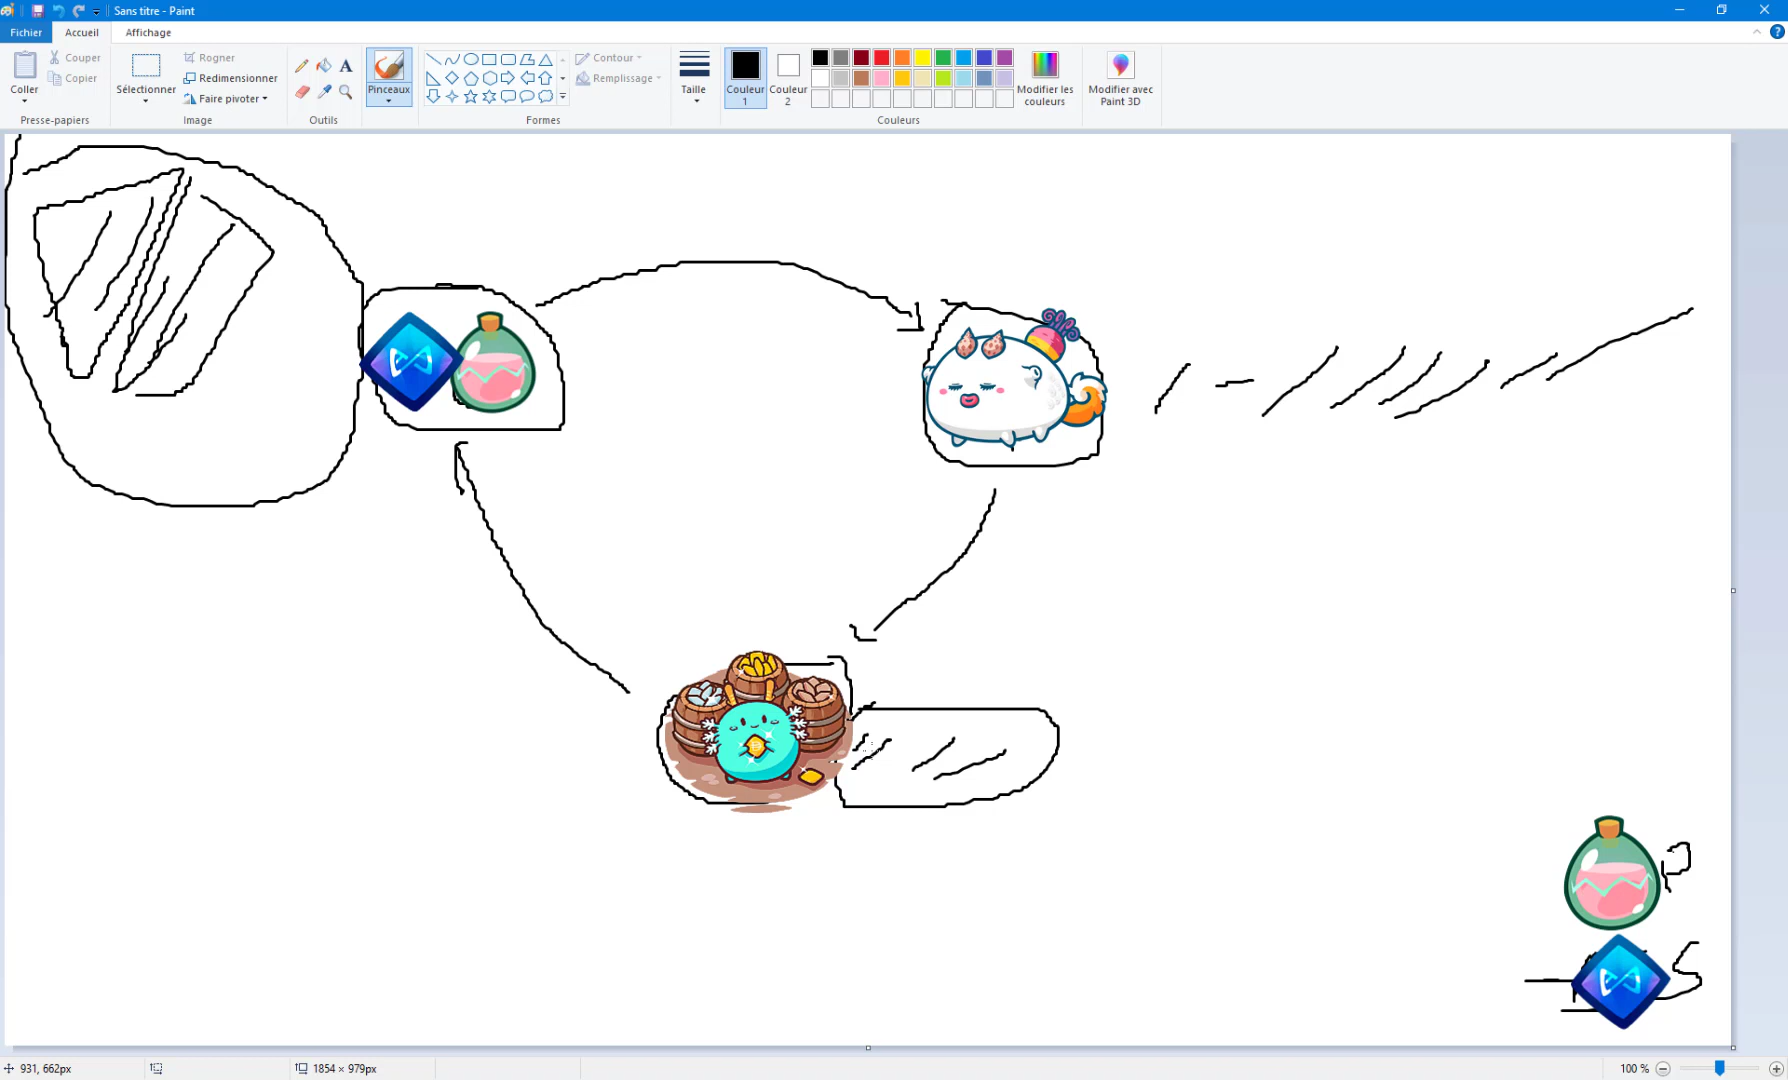 Sans titre - Paint
Fichier Accueil Affichage
Coller
Couper
Copier
Presse-papiers
Sélectionner
Rogner
Redimensionner
Faire pivoter
Image
A
Outils
Pinceaux
Contour
Remplissage
Formes
Taille
Couleur 1
Couleur 2
Couleurs
Modifier les couleurs
Modifier avec Paint 3D
P
S
931, 662px
1854 × 979px
100 %